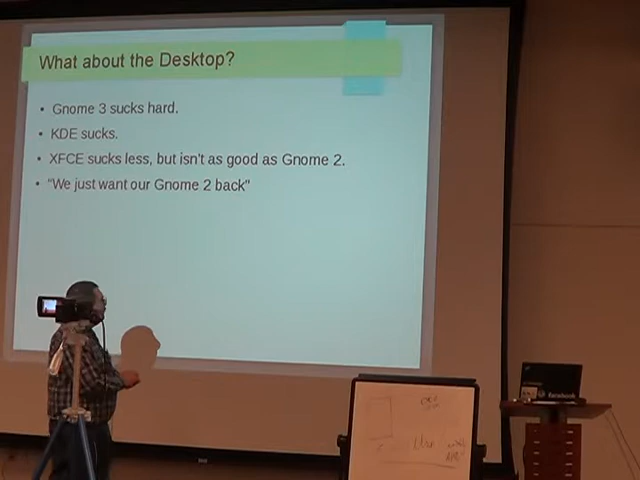 What about the Desktop?
• Gnome 3 sucks hard.
• KDE sucks.
• XFCE sucks less, but isn't as good as Gnome 2.
• "We just want our Gnome 2 back"
facebook